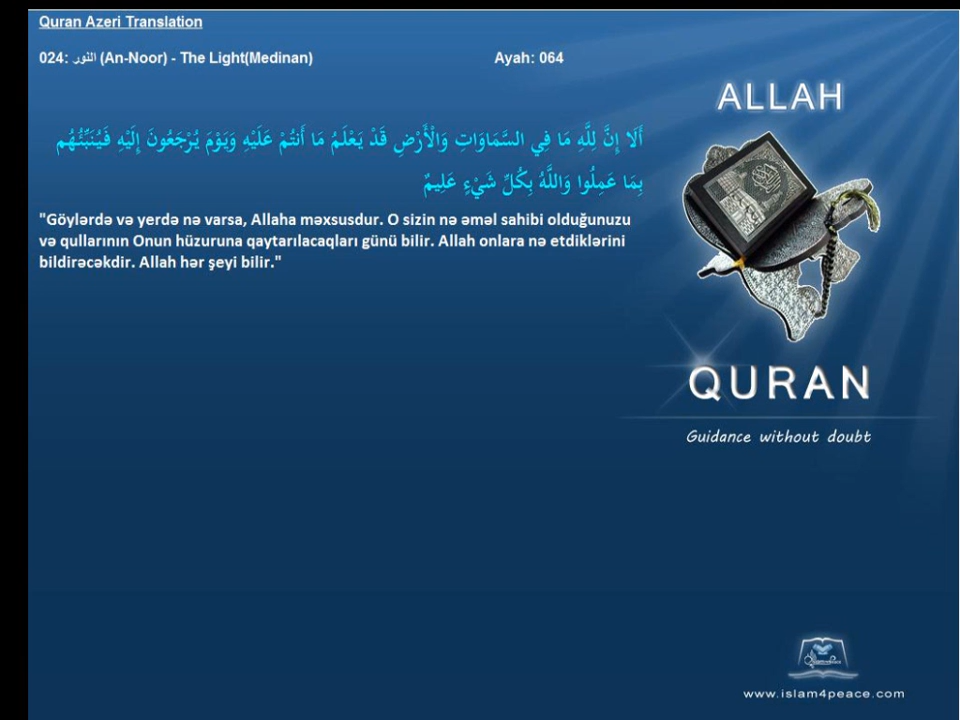 Quran Azeri Translation
024: النور (An-Noor) - The Light(Medinan) Ayah: 064
أَلَا إِنَّ لِلَّهِ مَا فِي السَّمَاوَاتِ وَالْأَرْضِ قَدْ يَعْلَمُ مَا أَنتُمْ عَلَيْهِ وَيَوْمَ يُرْجَعُونَ إِلَيْهِ فَيُنَبِّئُهُم
بِمَا عَمِلُوا وَاللَّهُ بِكُلِّ شَيْءٍ عَلِيمٌ
"Göylərdə və yerdə nə varsa, Allaha məxsusdur. O sizin nə əməl sahibi olduğunuzu
və qullarının Onun hüzuruna qaytarılacaqları günü bilir. Allah onlara nə etdiklərini
bildirəcəkdir. Allah hər şeyi bilir."
ALLAH
QURAN
Guidance without doubt
www.islam4peace.com